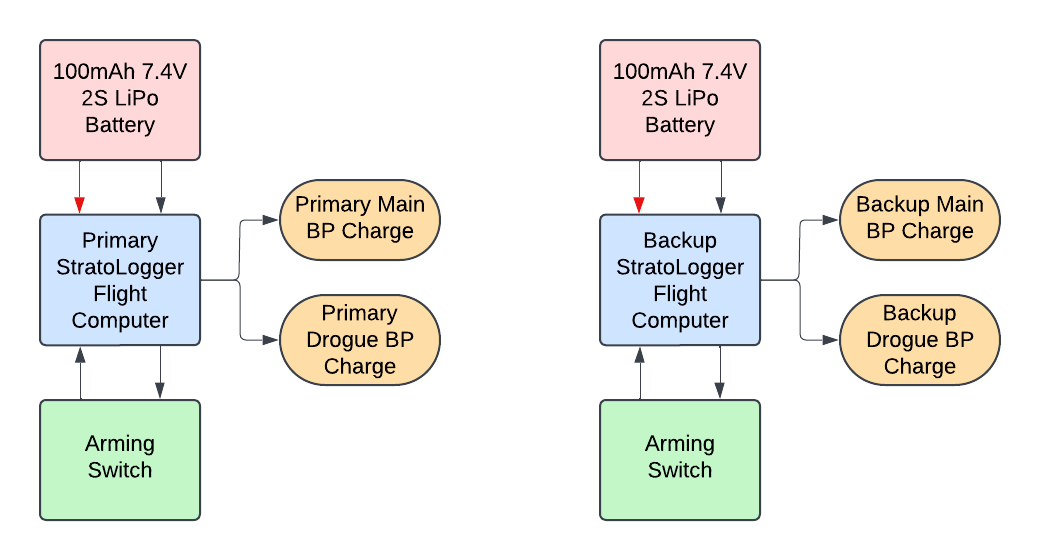 100mAh 7.4V
2S LiPo
Battery
Primary
StratoLogger
Flight
Computer
Primary Main
BP Charge
Primary
Drogue BP
Charge
Arming
Switch
100mAh 7.4V
2S LiPo
Battery
Backup
StratoLogger
Flight
Computer
Backup Main
BP Charge
Backup
Drogue BP
Charge
Arming
Switch